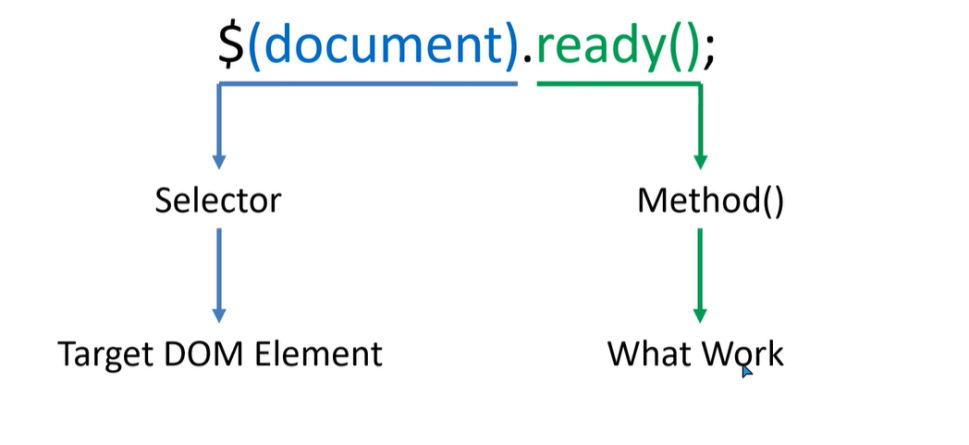 $(document).ready();
Selector
Method()
Target DOM Element
What Work